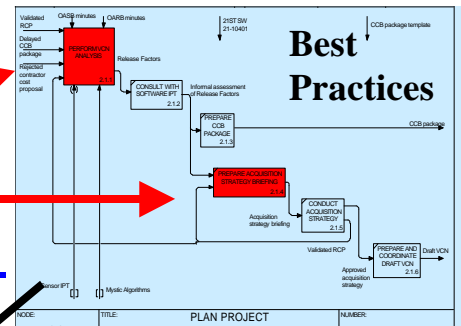 Validated
RCP
OASB minutes
OARB minutes
21ST SW
21-10401
CCB package template
Delayed
CCB
package
Rejected
contractor
cost
proposal
PERFORM VCN
ANALYSIS
2.1.1
Release Factors
Best
Practices
CONSULT WITH
SOFTWARE IPT
2.1.2
Informal assessment
of Release Factors
PREPARE
CCB
PACKAGE
2.1.3
CCB package
PREPARE ACQUISITION
STRATEGY BRIEFING
2.1.4
Acquisition
strategy briefing
CONDUCT
ACQUISITION
STRATEGY
2.1.5
Validated RCP
PREPARE AND
COORDINATE
DRAFT VCN
2.1.6
Draft VCN
Approved
acquisition
strategy
Sensor IPT
Mystic Algorithms
NODE:
TITLE:
PLAN PROJECT
NUMBER: